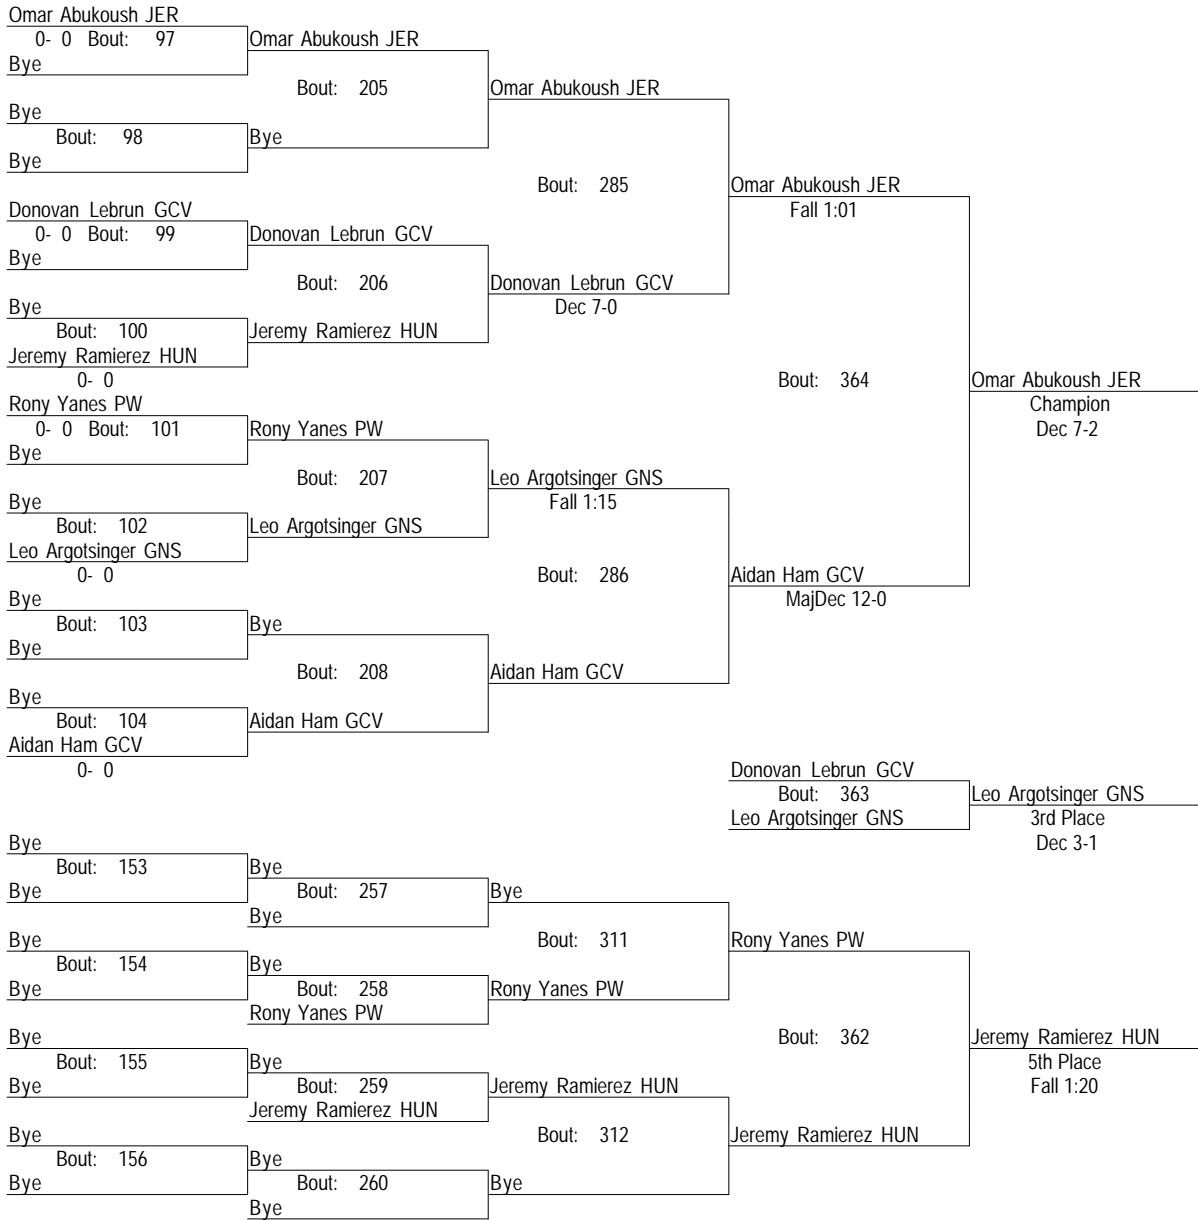 Omar Abukoush JER
0- 0 Bout: 97
Omar Abukoush JER
Bye
Bout: 205
Omar Abukoush JER
Bye
Bout: 98
Bye
Bye
Bout: 285
Omar Abukoush JER
Fall 1:01
Donovan Lebrun GCV
0- 0 Bout: 99
Donovan Lebrun GCV
Bye
Bout: 206
Donovan Lebrun GCV
Dec 7-0
Bye
Bout: 100
Jeremy Ramierez HUN
Jeremy Ramierez HUN
0- 0
Bout: 364
Omar Abukoush JER
Champion
Dec 7-2
Rony Yanes PW
0- 0 Bout: 101
Rony Yanes PW
Bye
Bout: 207
Leo Argotsinger GNS
Fall 1:15
Bye
Bout: 102
Leo Argotsinger GNS
Leo Argotsinger GNS
0- 0
Bout: 286
Aidan Ham GCV
MajDec 12-0
Bye
Bout: 103
Bye
Bye
Bout: 208
Aidan Ham GCV
Bye
Bout: 104
Aidan Ham GCV
Aidan Ham GCV
0- 0
Donovan Lebrun GCV
Bout: 363
Leo Argotsinger GNS
Leo Argotsinger GNS
3rd Place
Dec 3-1
Bye
Bout: 153
Bye
Bye
Bout: 257
Bye
Bye
Bout: 311
Rony Yanes PW
Bye
Bout: 154
Bye
Bye
Bout: 258
Rony Yanes PW
Rony Yanes PW
Bout: 362
Jeremy Ramierez HUN
5th Place
Fall 1:20
Bye
Bout: 155
Bye
Bye
Bout: 259
Jeremy Ramierez HUN
Jeremy Ramierez HUN
Bout: 312
Jeremy Ramierez HUN
Bye
Bout: 156
Bye
Bye
Bout: 260
Bye
Bye